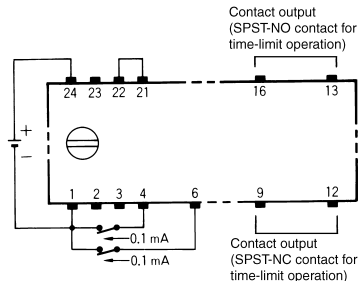 Contact output
(SPST-NO contact for
time-limit operation)
24 23 22 21 16 13
+
−
1 2 3 4 6 9 12
0.1 mA
0.1 mA
Contact output
(SPST-NC contact for
time-limit operation)